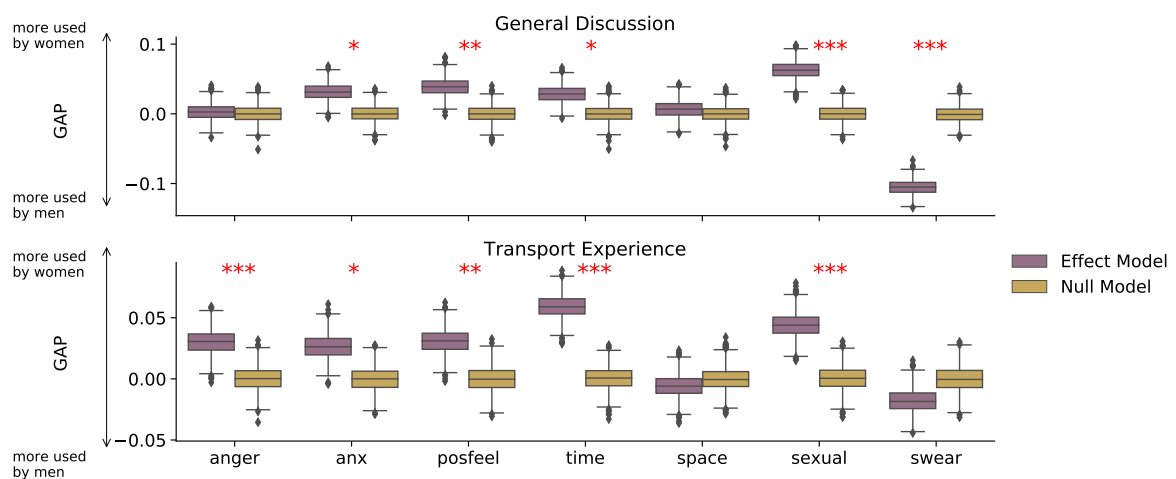 General Discussion
more used
by women
0.1
0.0
−0.1
GAP
more used
by men
*
**
*
***
***
Transport Experience
more used
by women
0.05
0.00
−0.05
GAP
more used
by men
***
*
**
***
***
anger
anx
posfeel
time
space
sexual
swear
Effect Model
Null Model